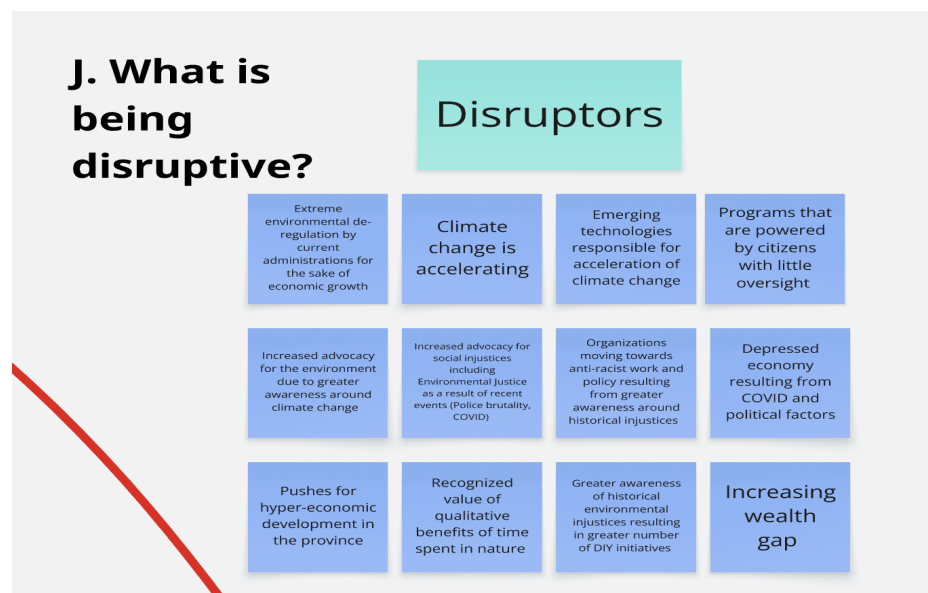 J. What is
being
disruptive?
Disruptors
Extreme
environmental de-
regulation by
current
administrations for
the sake of
economic growth
Climate
change is
accelerating
Emerging
technologies
responsible for
acceleration of
climate change
Programs that
are powered
by citizens
with little
oversight
Increased advocacy
for the environment
due to greater
awareness around
climate change
Increased advocacy for
social injustices
including
Environmental Justice
as a result of recent
events (Police brutality,
COVID)
Organizations
moving towards
anti-racist work and
policy resulting
from greater
awareness around
historical injustices
Depressed
economy
resulting from
COVID and
political factors
Pushes for
hyper-economic
development in
the province
Recognized
value of
qualitative
benefits of time
spent in nature
Greater awareness
of historical
environmental
injustices resulting
in greater number
of DIY initiatives
Increasing
wealth
gap